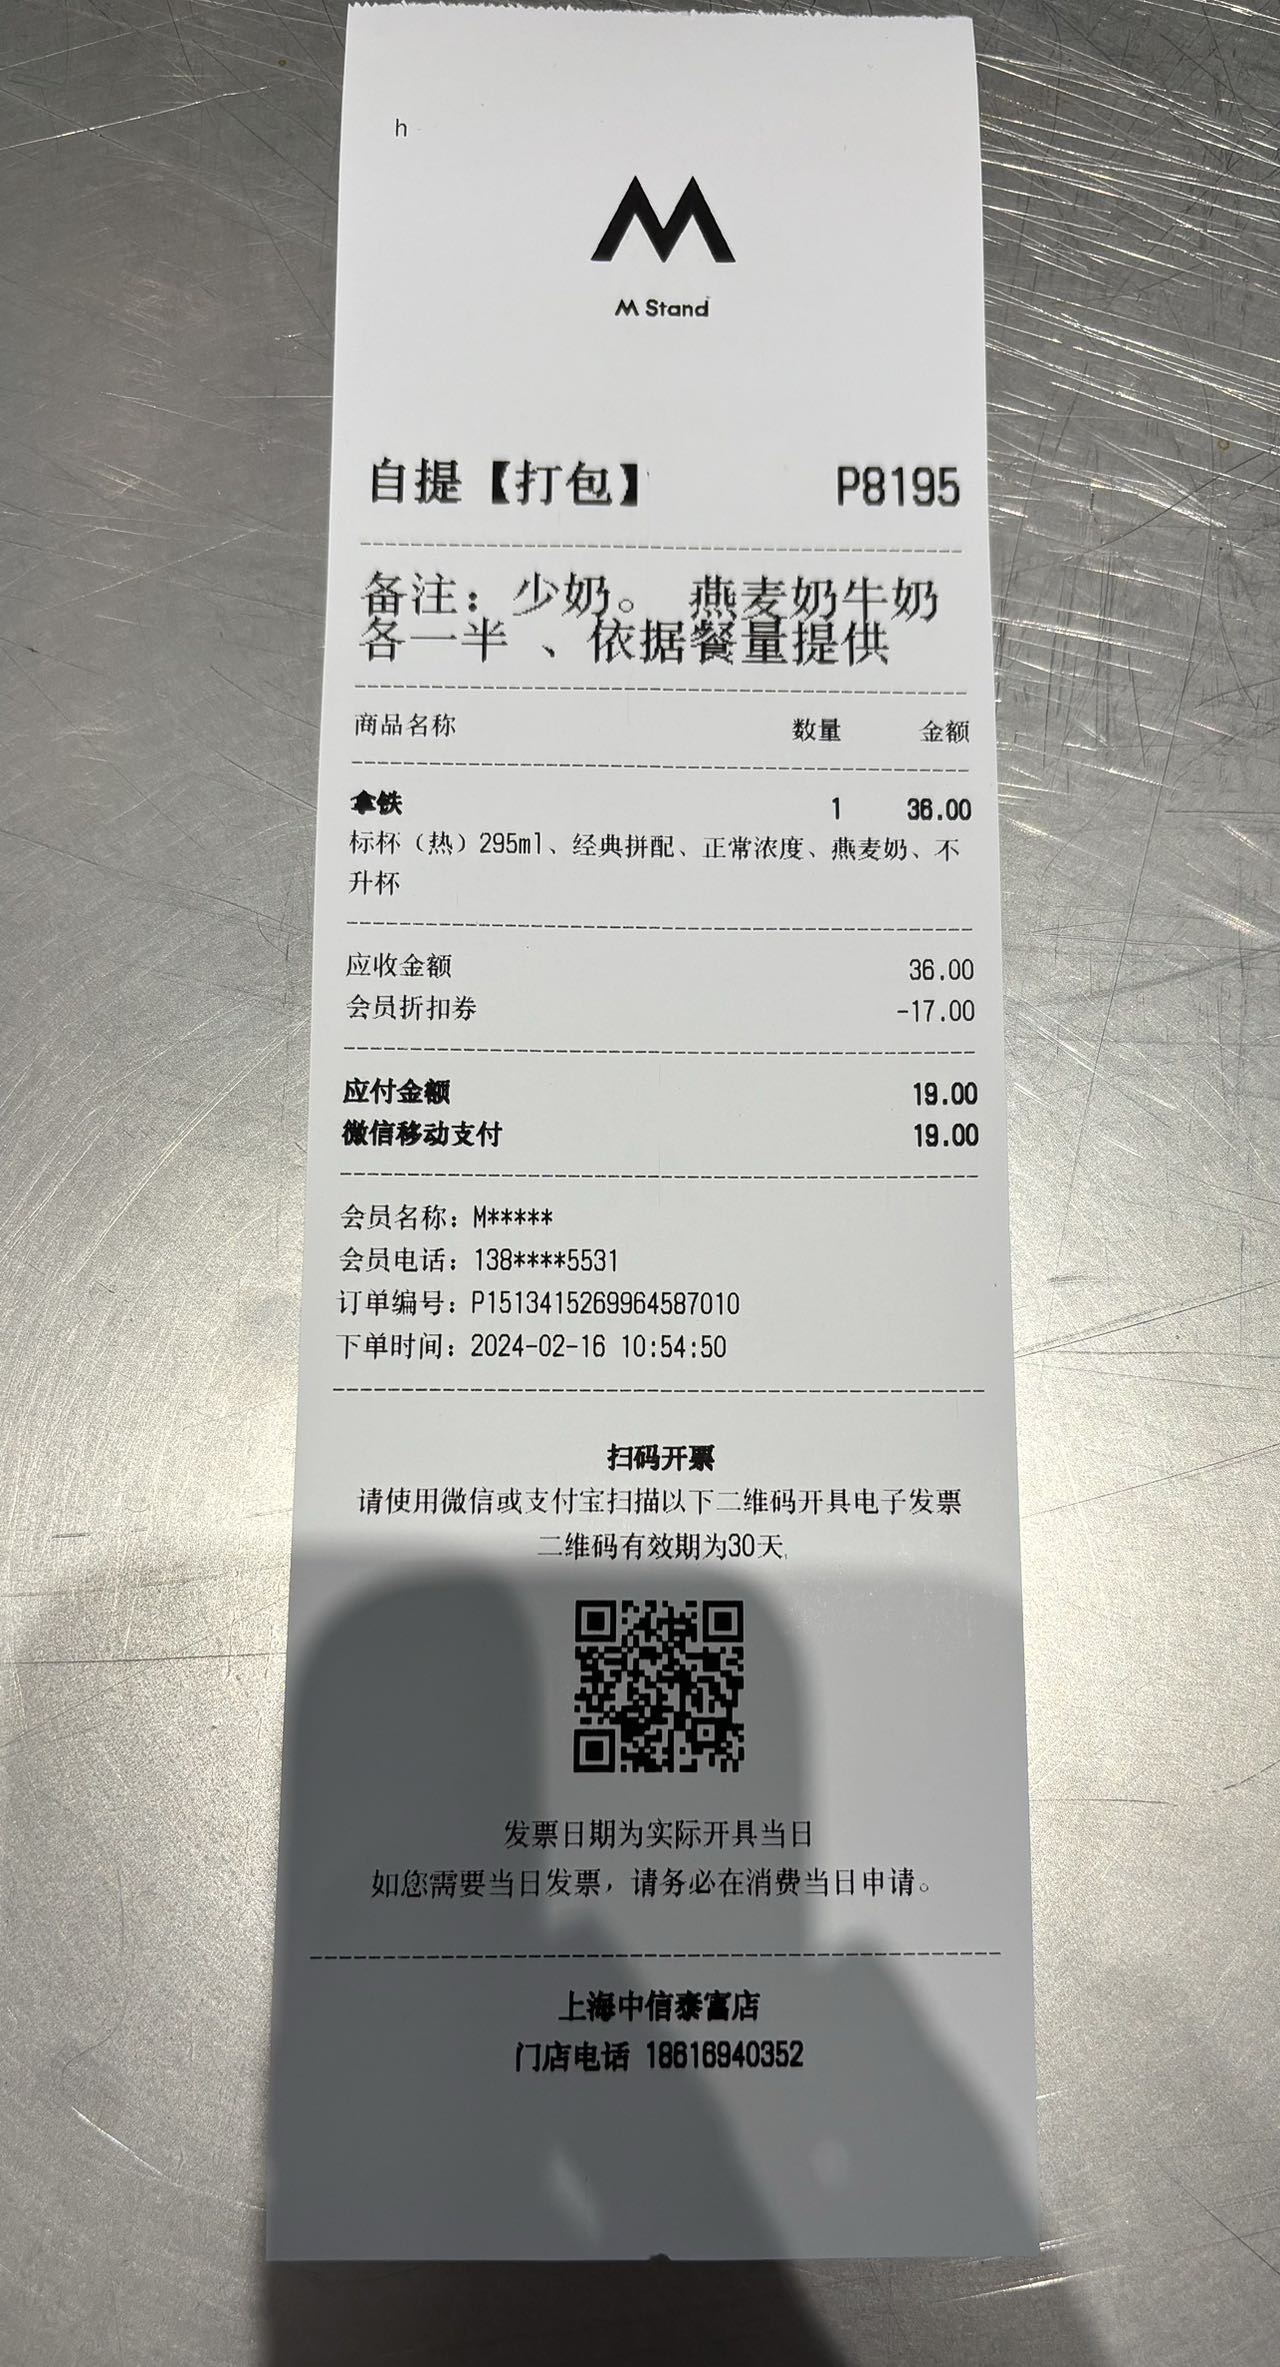 h
M Stand
自提【打包】 P8195
备注：少奶。 燕麦奶牛奶
各一半 、依据餐量提供
商品名称 数量 金额
拿铁 1 36.00
标杯（热）295ml、经典拼配、正常浓度、燕麦奶、不
升杯
应收金额 36.00
会员折扣券 -17.00
应付金额 19.00
微信移动支付 19.00
会员名称：M*****
会员电话：138****5531
订单编号：P1513415269964587010
下单时间：2024-02-16 10:54:50
扫码开票
请使用微信或支付宝扫描以下二维码开具电子发票
二维码有效期为30天,
发票日期为实际开具当日
如您需要当日发票，请务必在消费当日申请。
上海中信泰富店
门店电话 18616940352